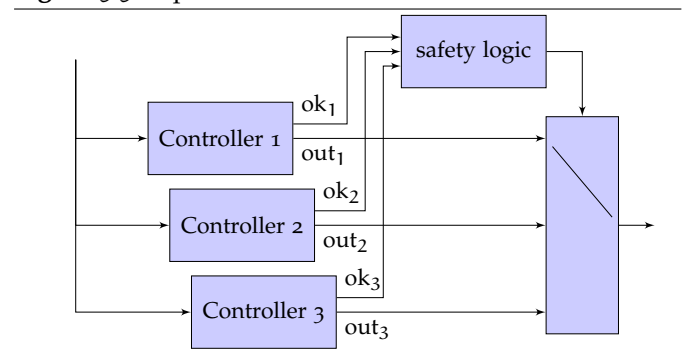 safety logic
ok₁
Controller 1
out₁
ok₂
Controller 2
out₂
ok₃
Controller 3
out₃